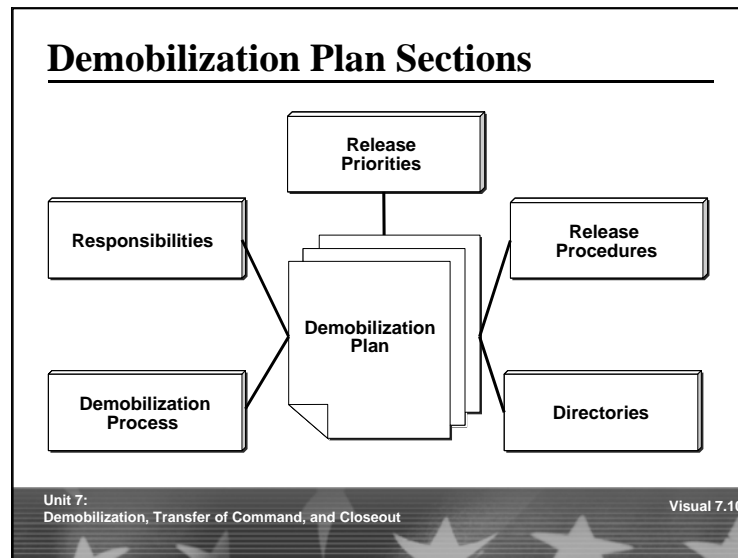 Demobilization Plan Sections
Release
Priorities
Responsibilities
Release
Procedures
Demobilization
Plan
Demobilization
Process
Directories
Unit 7:
Demobilization, Transfer of Command, and Closeout
Visual 7.10